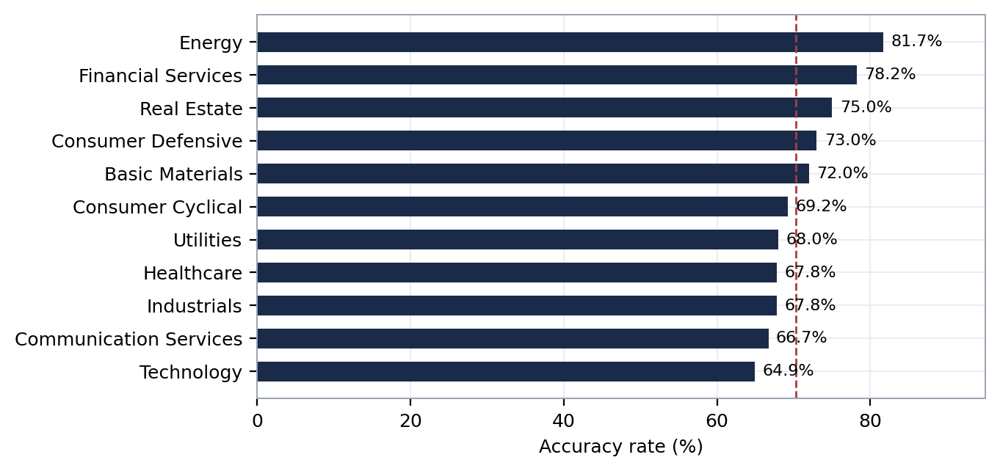 Energy 81.7%
Financial Services 78.2%
Real Estate 75.0%
Consumer Defensive 73.0%
Basic Materials 72.0%
Consumer Cyclical 69.2%
Utilities 68.0%
Healthcare 67.8%
Industrials 67.8%
Communication Services 66.7%
Technology 64.9%
0 20 40 60 80
Accuracy rate (%)